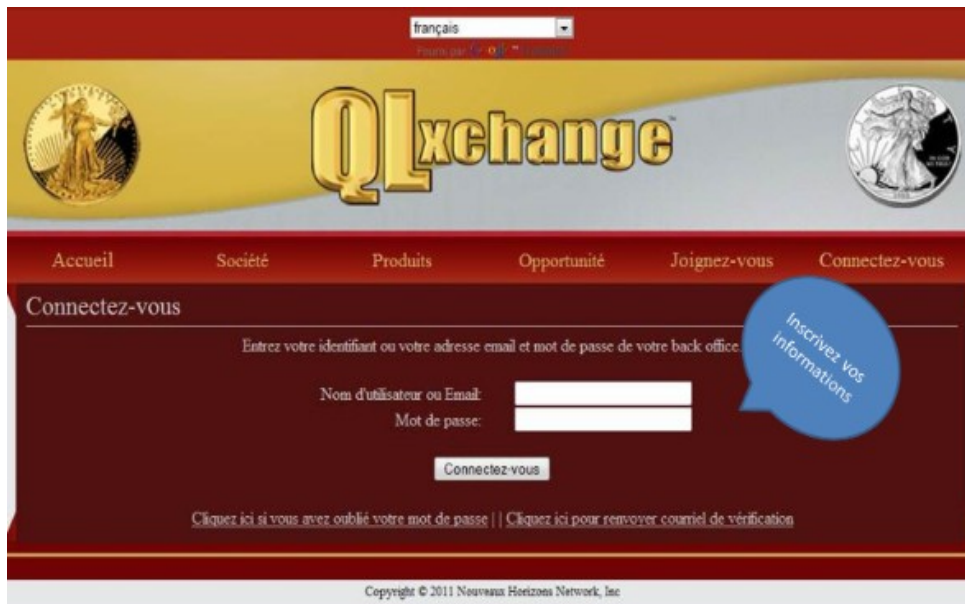 français
Fourni par
QLxchange™
Accueil Société Produits Opportunité Joignez-vous Connectez-vous
Connectez-vous
Inscrivez vos
informations
Entrez votre identifiant ou votre adresse email et mot de passe de votre back office.
Nom d'utilisateur ou Email:
Mot de passe:
Connectez-vous
Cliquez ici si vous avez oublié votre mot de passe || Cliquez ici pour renvoyer courriel de vérification
Copyright © 2011 Nouveaux Horizons Network, Inc